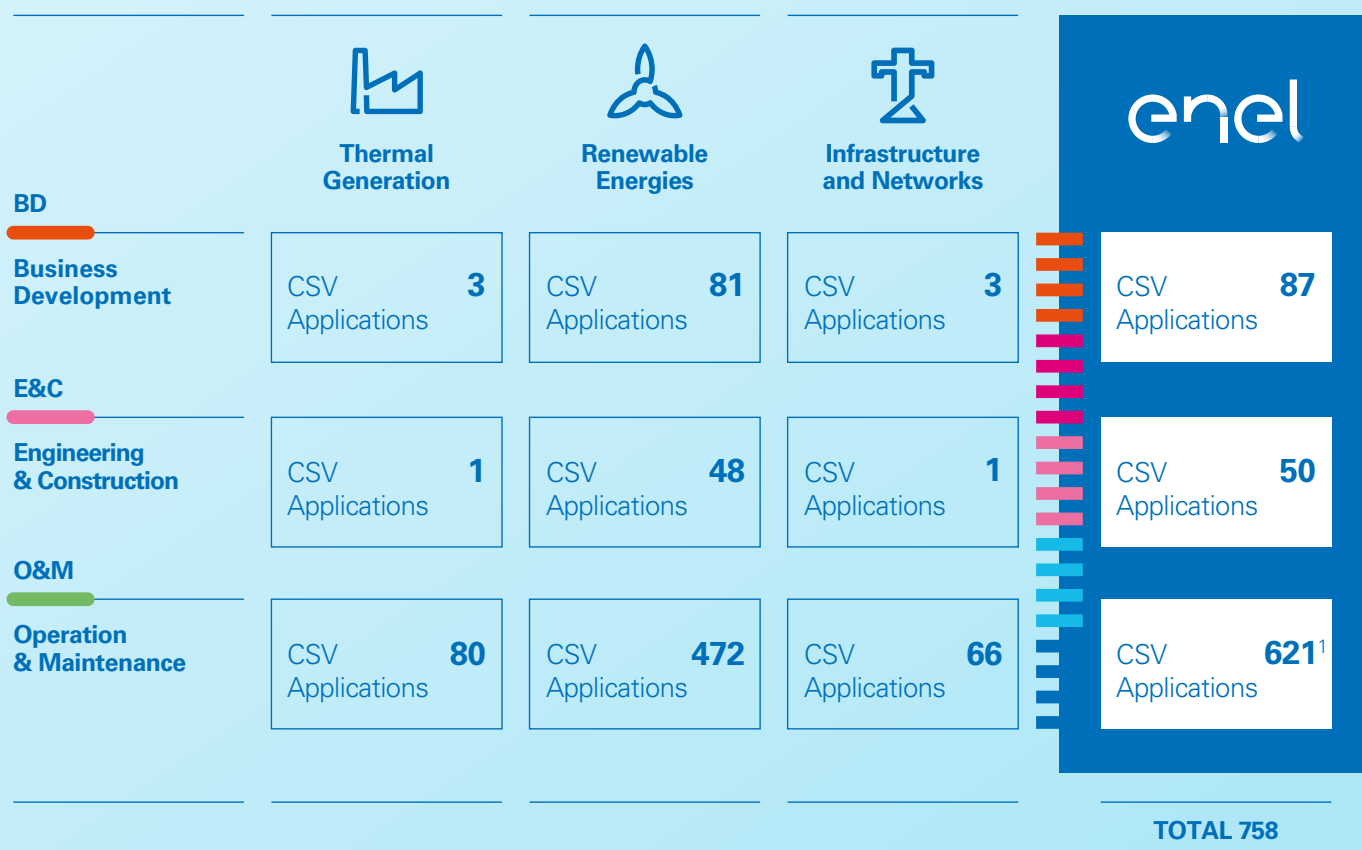 enel
Thermal
Generation
Renewable
Energies
Infrastructure
and Networks
BD
Business
Development
CSV 3
Applications
CSV 81
Applications
CSV 3
Applications
CSV 87
Applications
E&C
Engineering
& Construction
CSV 1
Applications
CSV 48
Applications
CSV 1
Applications
CSV 50
Applications
O&M
Operation
& Maintenance
CSV 80
Applications
CSV 472
Applications
CSV 66
Applications
CSV 621¹
Applications
TOTAL 758